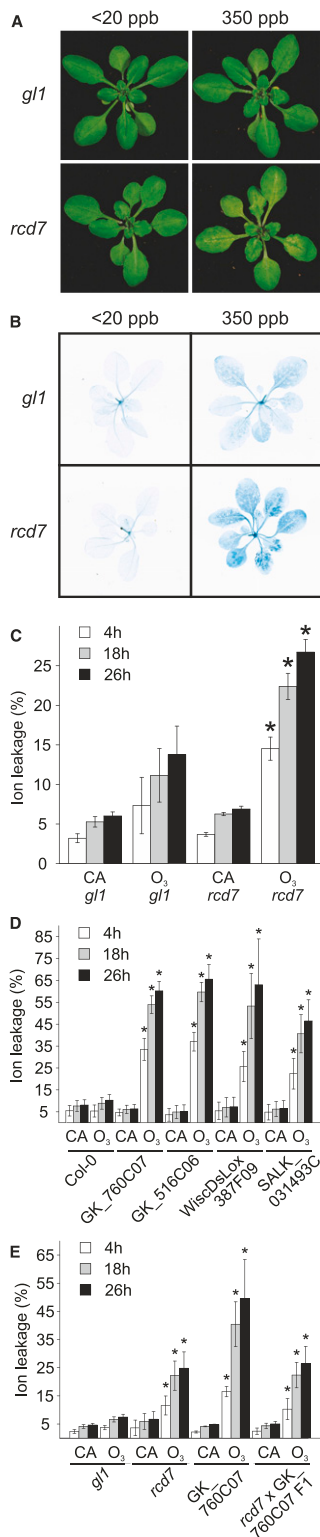 A
<20 ppb 350 ppb
gl1
rcd7
B
<20 ppb 350 ppb
gl1
rcd7
C
Ion leakage (%)
25
20
15
10
5
0
4h
18h
26h
* * *
CA O3 CA O3
gl1 gl1 rcd7 rcd7
D
Ion leakage (%)
85
75
65
55
45
35
25
15
5
4h
18h
26h
* * * * * * * * * * * *
CA O3 CA O3 CA O3 CA O3 CA O3
Col-0
GK_760C07
GK_516C06
WiscDsLox
387F09
SALK_
031493C
E
Ion leakage (%)
65
55
45
35
25
15
5
4h
18h
26h
* * * * * * * * *
CA O3 CA O3 CA O3 CA O3
gl1
rcd7
GK_
760C07
rcd7 x GK_
760C07 F1